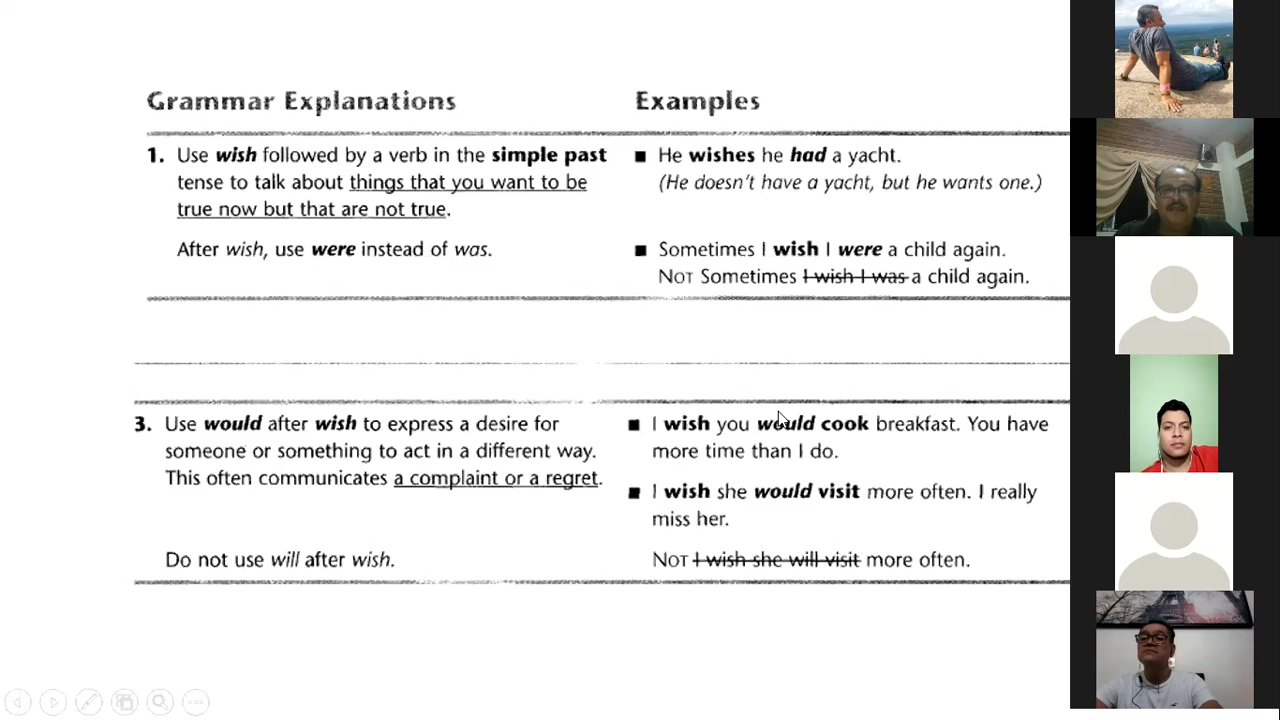 Grammar Explanations
Examples
1. Use wish followed by a verb in the simple past
tense to talk about things that you want to be
true now but that are not true.
■ He wishes he had a yacht.
(He doesn't have a yacht, but he wants one.)
After wish, use were instead of was.
■ Sometimes I wish I were a child again.
NOT Sometimes I wish I was a child again.
3. Use would after wish to express a desire for
someone or something to act in a different way.
This often communicates a complaint or a regret.
■ I wish you would cook breakfast. You have
more time than I do.
■ I wish she would visit more often. I really
miss her.
Do not use will after wish.
NOT I wish she will visit more often.